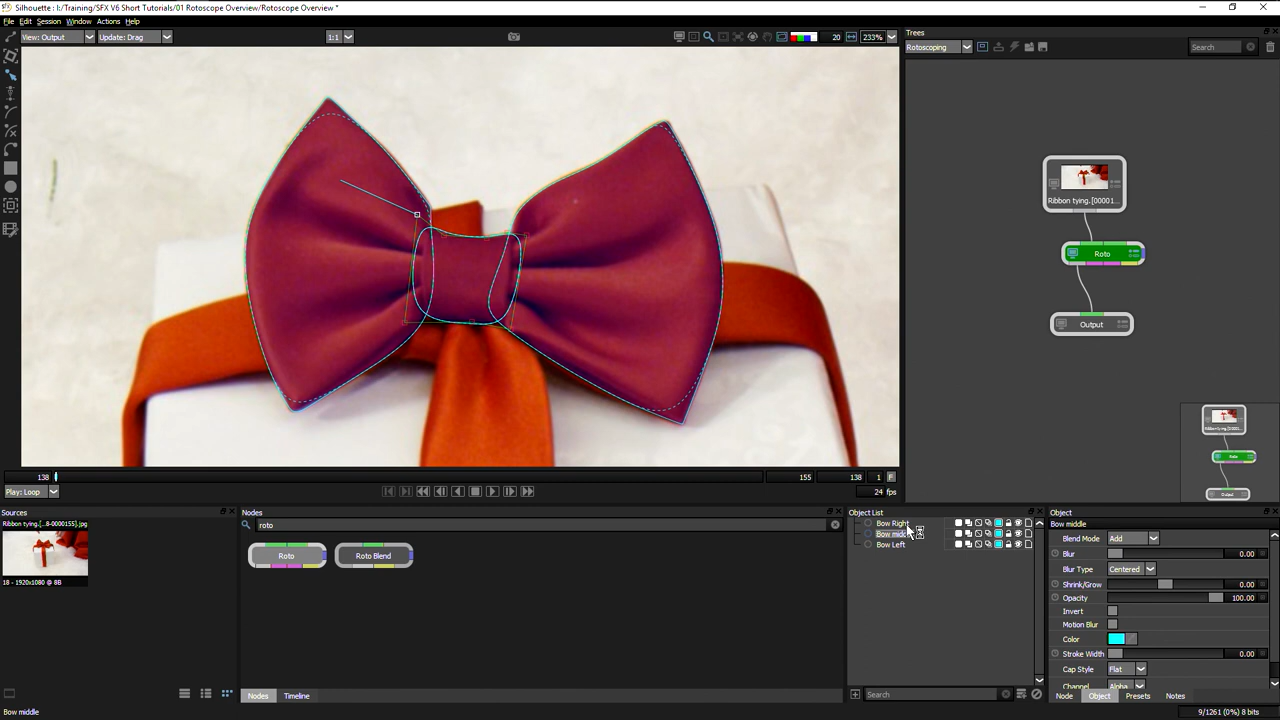 Silhouette : I:/Training/SFX V6 Short Tutorials/01 Rotoscope Overview/Rotoscope Overview *
File Edit Session Window Actions Help
View: Output Update: Drag 1:1 20 233%
Trees
Rotoscoping Search
Ribbon tying.[00001...
Roto
Output
Roto
Output
138 155 138 1 F
Play: Loop 24 fps
Sources Nodes Object List Object
Ribbon tying.[...8-0000155].jpg
18 - 1920x1080 @ 8B
roto
Roto Roto Blend
Bow Right
Bow midd
Bow Left
Bow middle
Blend Mode Add
Blur 0.00
Blur Type Centered
Shrink/Grow 0.00
Opacity 100.00
Invert
Motion Blur
Color
Stroke Width 0.00
Cap Style Flat
Channel Alpha
Nodes Timeline Search Node Object Presets Notes
Bow middle 9/1261 (0%) 8 bits